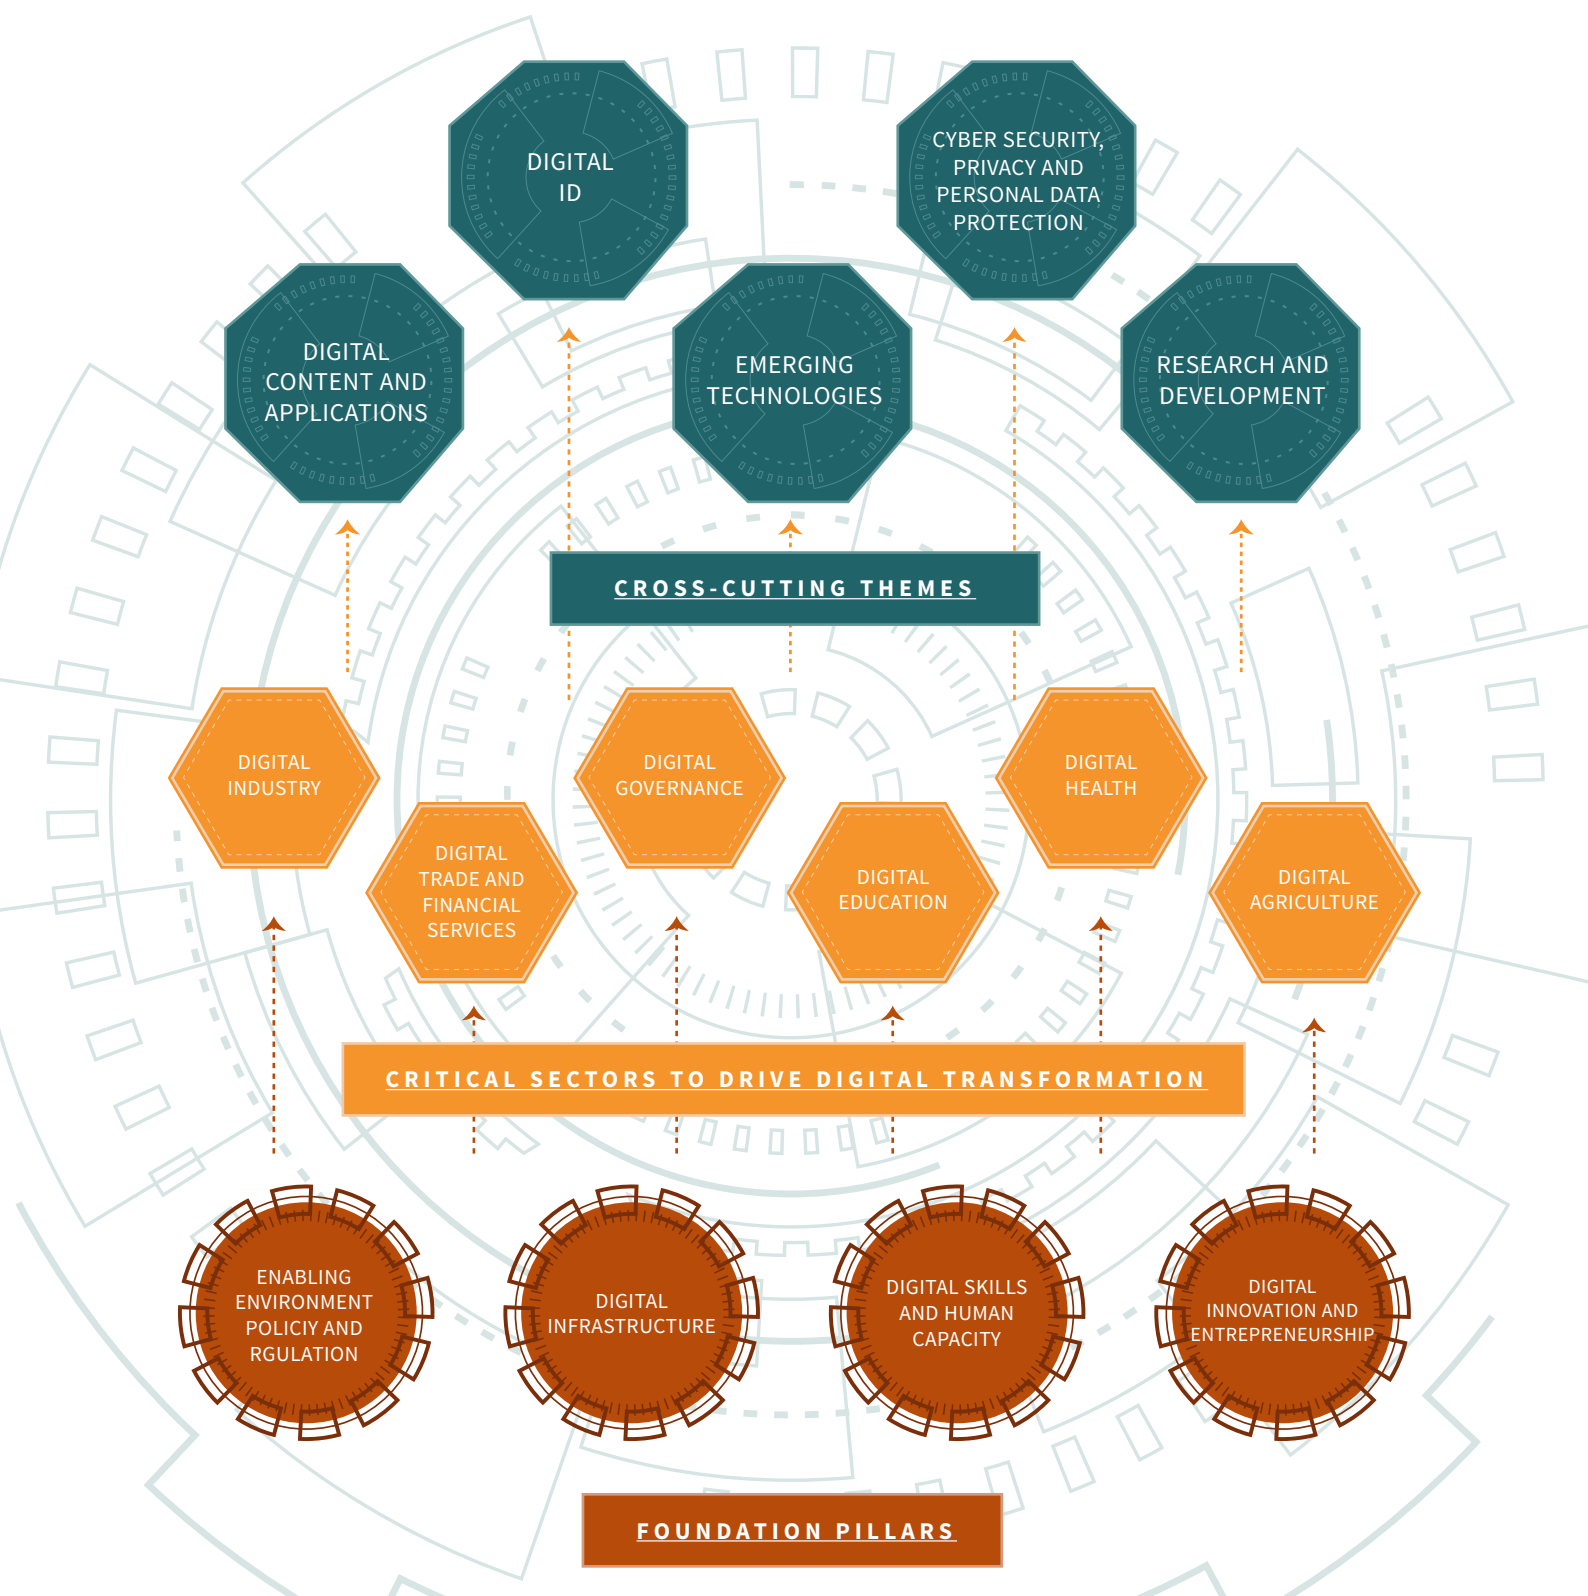 DIGITAL
ID
CYBER SECURITY,
PRIVACY AND
PERSONAL DATA
PROTECTION
DIGITAL
CONTENT AND
APPLICATIONS
EMERGING
TECHNOLOGIES
RESEARCH AND
DEVELOPMENT
CROSS-CUTTING THEMES
DIGITAL
INDUSTRY
DIGITAL
GOVERNANCE
DIGITAL
HEALTH
DIGITAL
TRADE AND
FINANCIAL
SERVICES
DIGITAL
EDUCATION
DIGITAL
AGRICULTURE
CRITICAL SECTORS TO DRIVE DIGITAL TRANSFORMATION
ENABLING
ENVIRONMENT
POLICIY AND
RGULATION
DIGITAL
INFRASTRUCTURE
DIGITAL SKILLS
AND HUMAN
CAPACITY
DIGITAL
INNOVATION AND
ENTREPRENEURSHIP
FOUNDATION PILLARS